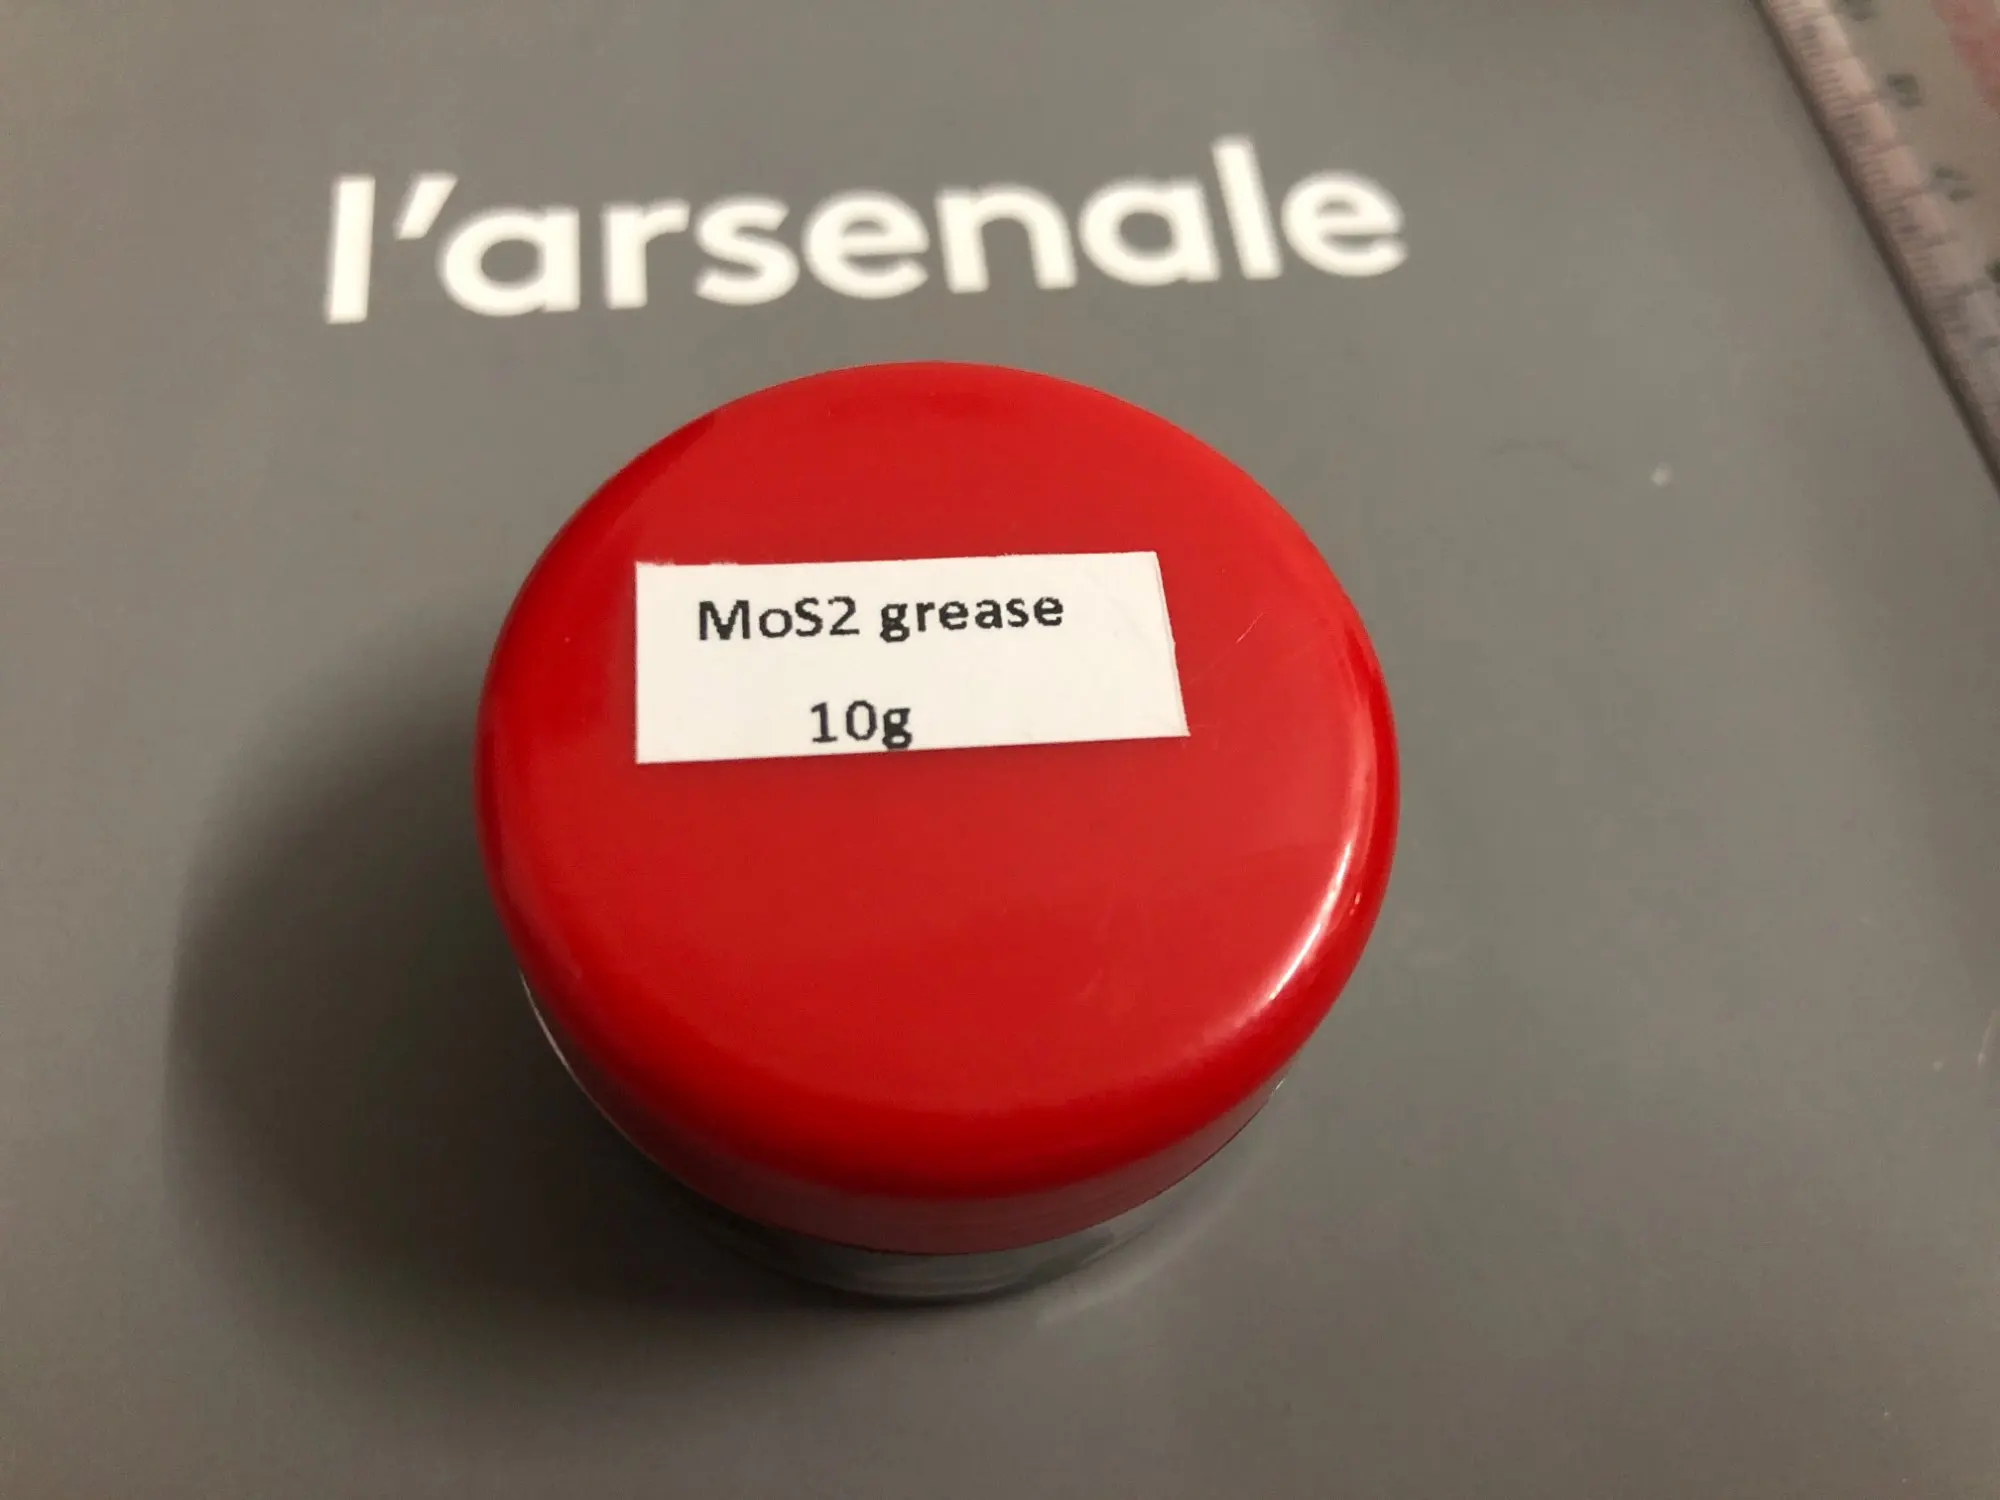 l'arsenale
MoS2 grease
10g